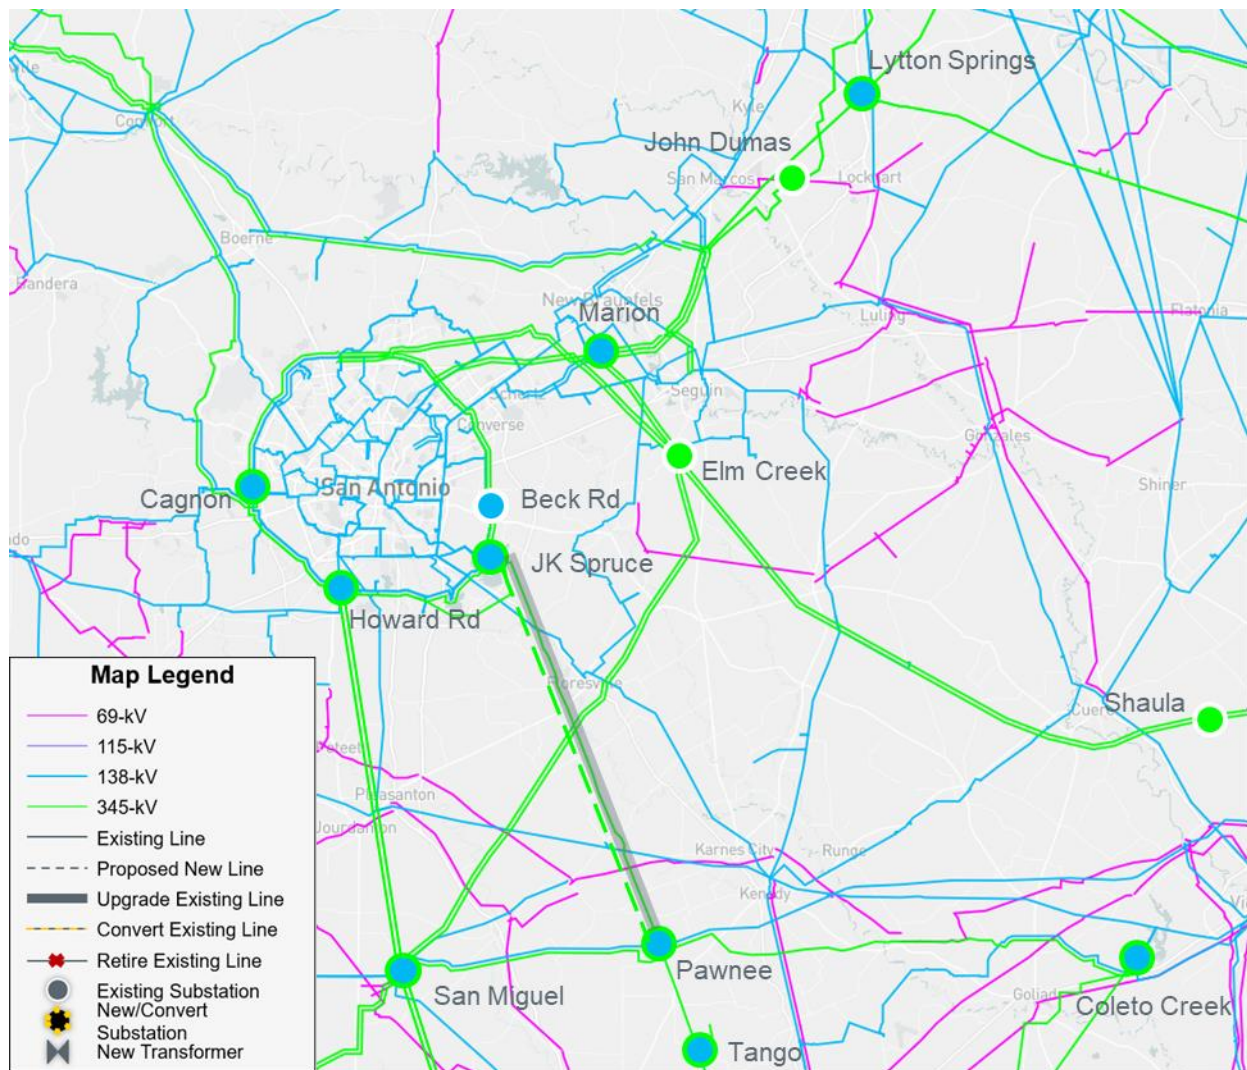 Lytton Springs
Kyle
Comfort
John Dumas
San Marcos
Lockhart
Boerne
Bandera
New Braunfels
Marion
Luling
Flatonia
Seguin
Schertz
Converse
Gonzales
Elm Creek
Cagnon
San Antonio
Beck Rd
Shiner
ndo
JK Spruce
Howard Rd
Floresville
Shaula
Cuero
Map Legend
69-kV
115-kV
138-kV
345-kV
Existing Line
Proposed New Line
Upgrade Existing Line
Convert Existing Line
Retire Existing Line
Existing Substation
New/Convert
Substation
New Transformer
Poteet
Pleasanton
Jourdanton
Karnes City
Runge
Kenedy
Vi
Pawnee
San Miguel
Goliad
Coleto Creek
Tango